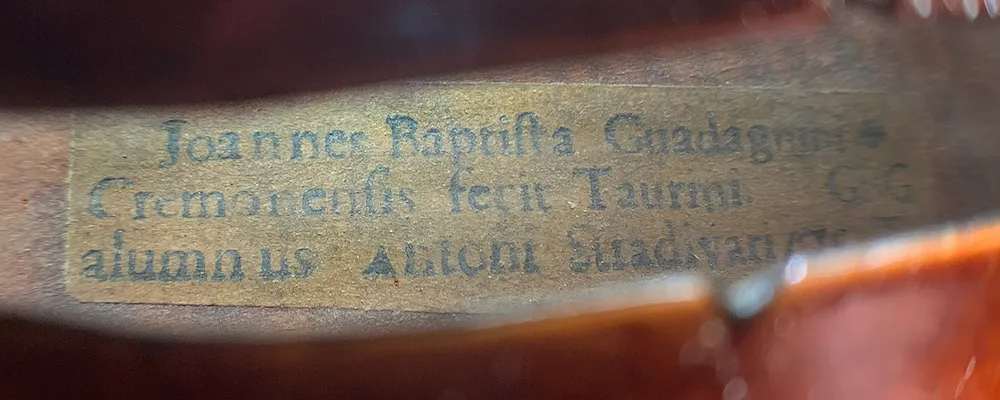 Joannes Baptiſta Guadagnini
Cremonenſis fecit Taurini. G B G
alumnus Antoni Stradivari